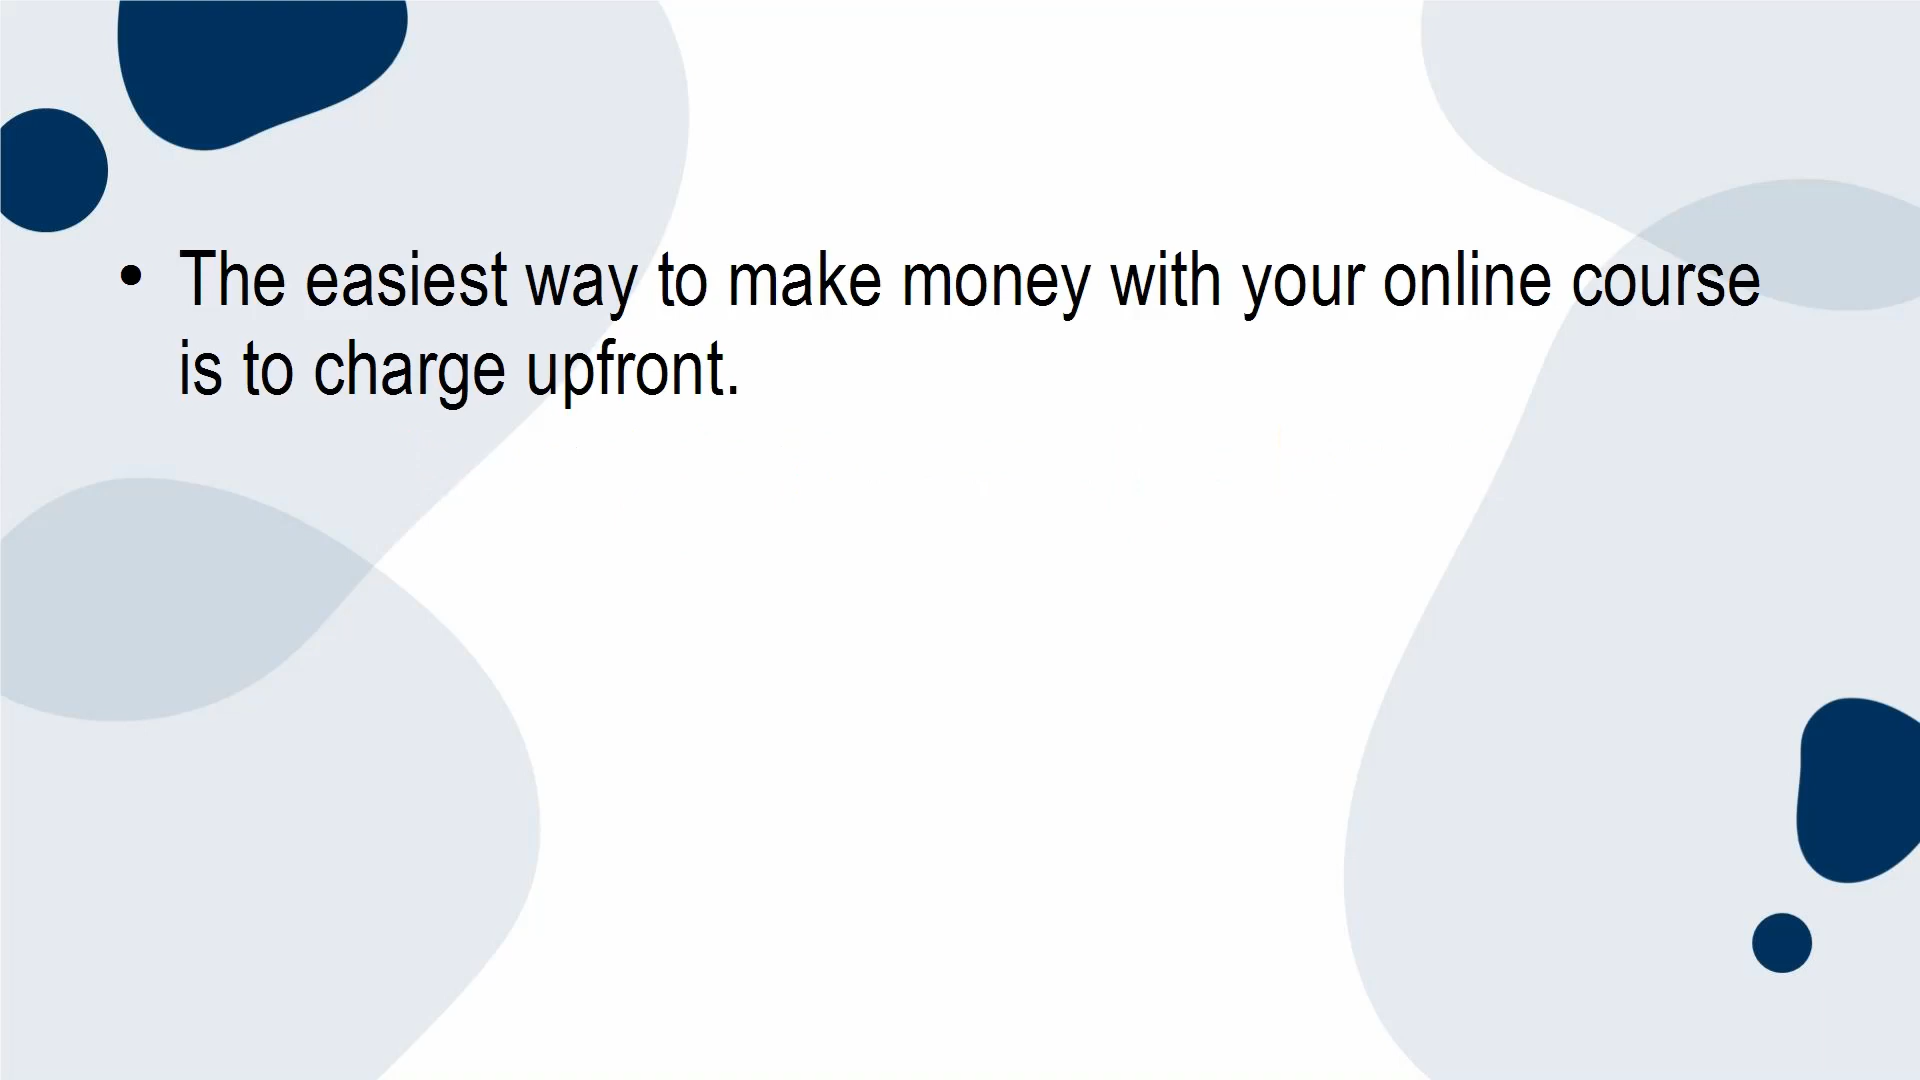 • The easiest way to make money with your online course
is to charge upfront.